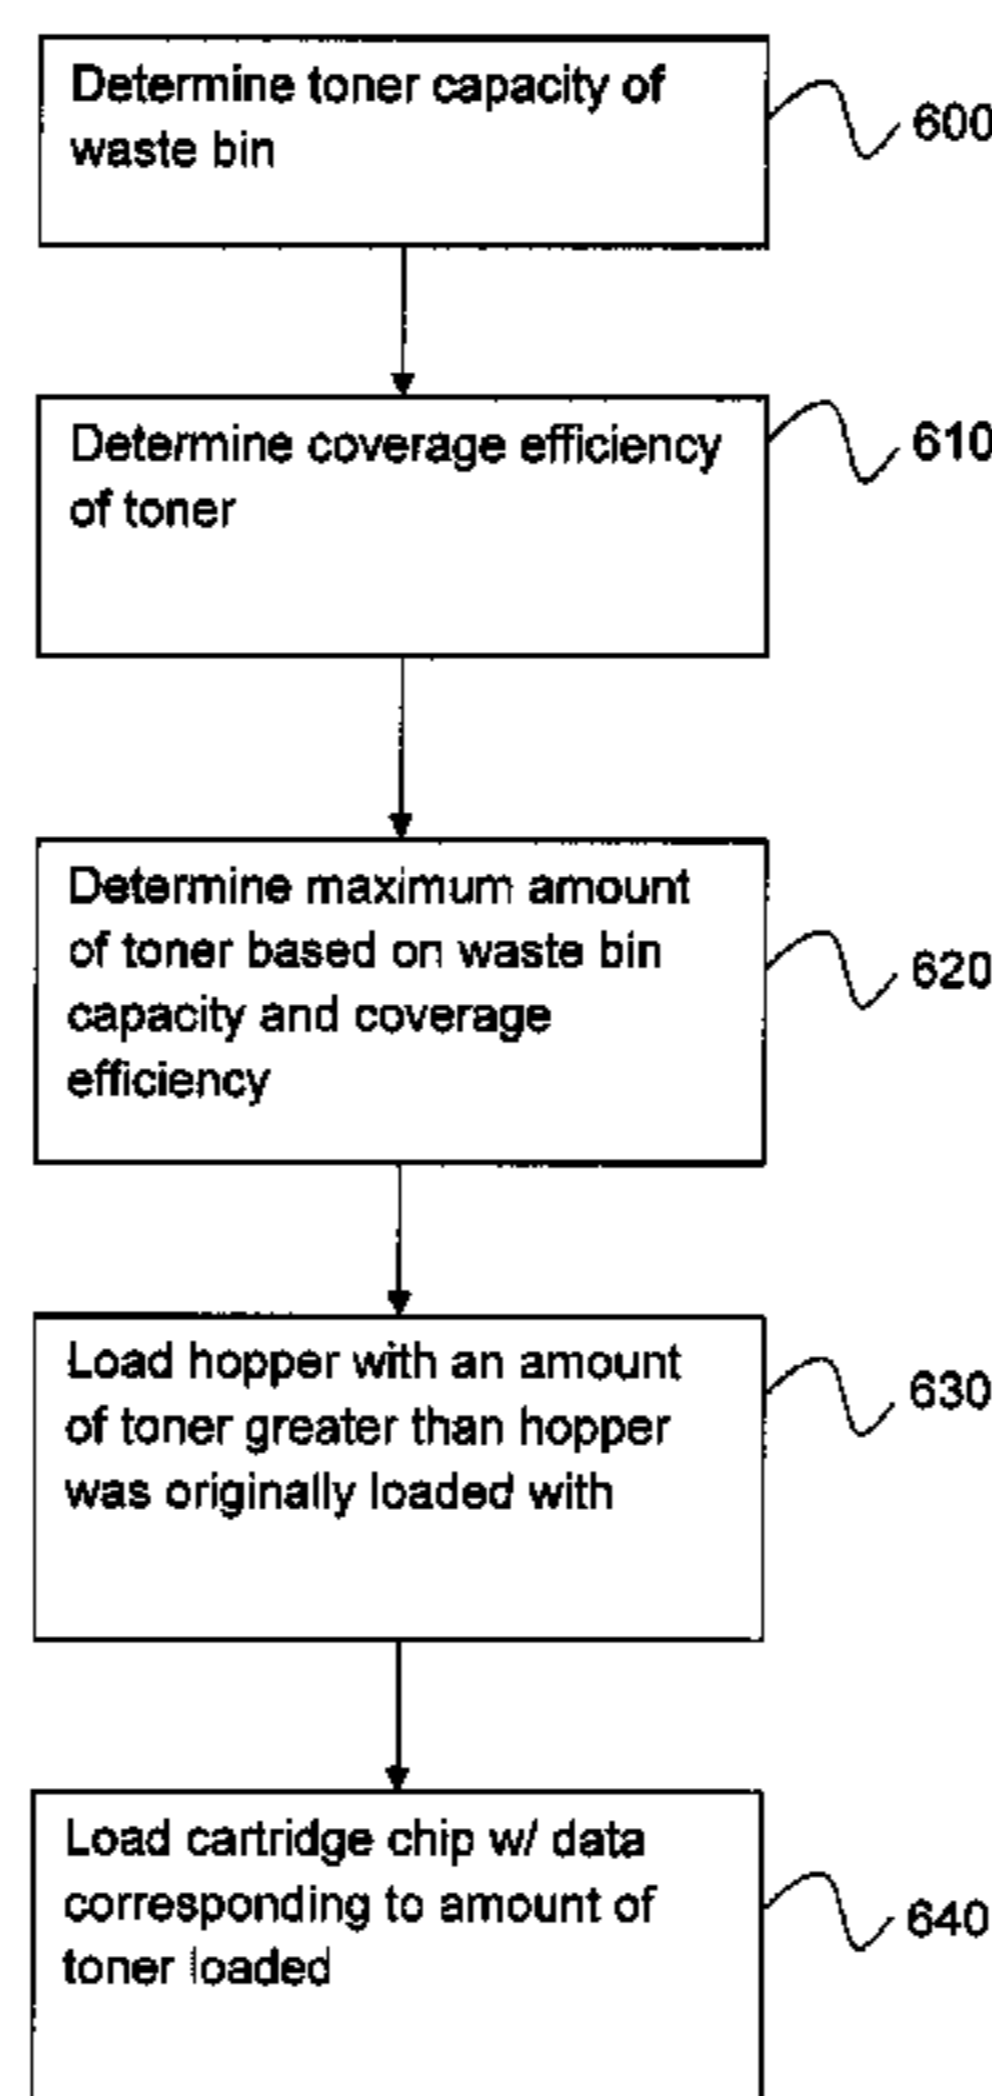 Determine toner capacity of
waste bin
600
Determine coverage efficiency
of toner
610
Determine maximum amount
of toner based on waste bin
capacity and coverage
efficiency
620
Load hopper with an amount
of toner greater than hopper
was originally loaded with
630
Load cartridge chip w/ data
corresponding to amount of
toner loaded
640